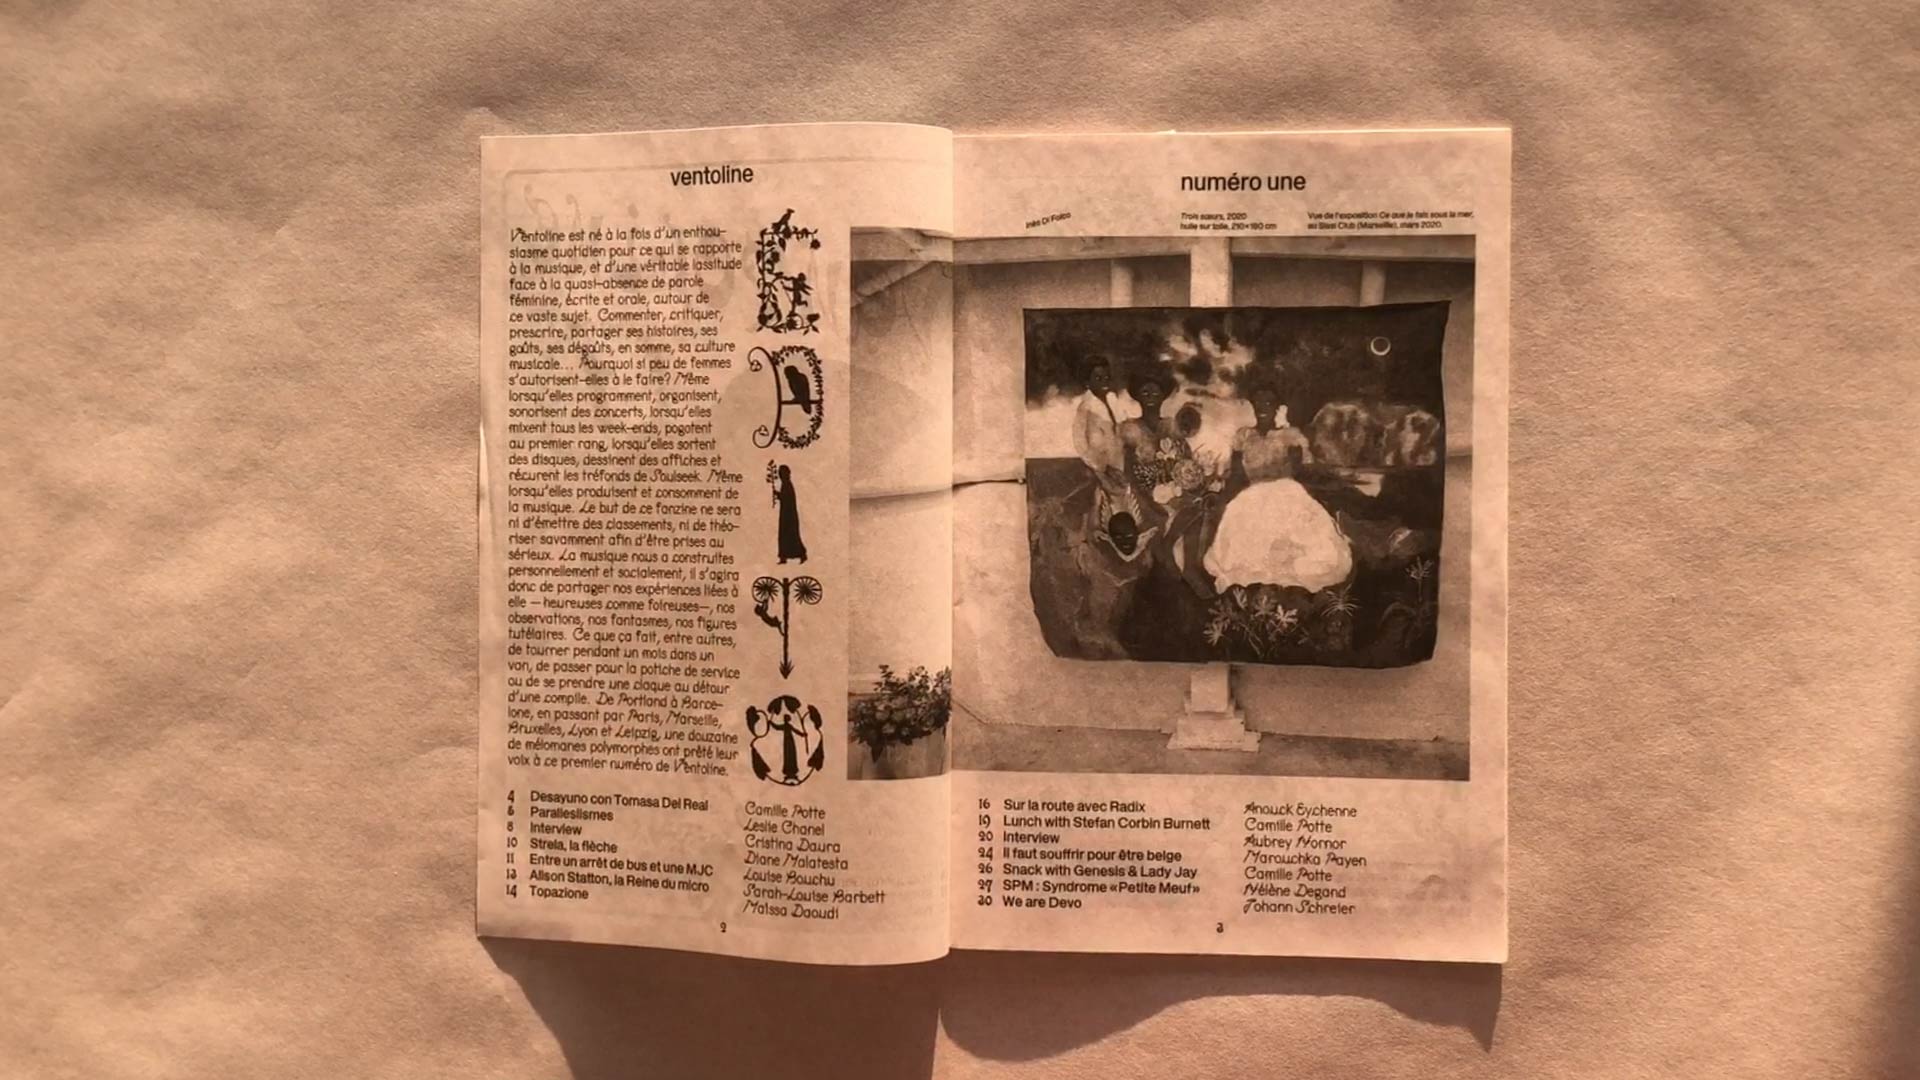 ventoline
Ventoline est né à la fois d'un enthou-
siasme quotidien pour ce qui se rapporte
à la musique, et d'une véritable lassitude
face à la quasi-absence de parole
féminine, écrite et orale, autour de
ce vaste sujet. Commenter, critiquer,
prescrire, partager ses histoires, ses
goûts, ses dégoûts, en somme, sa culture
musicale... Pourquoi si peu de femmes
s'autorisent-elles à le faire? Même
lorsqu'elles programment, organisent,
sonorisent des concerts, lorsqu'elles
mixent tous les week-ends, pogotent
au premier rang, lorsqu'elles sortent
des disques, dessinent des affiches et
récurent les tréfonds de Soulseek. Même
lorsqu'elles produisent et consomment de
la musique. Le but de ce fanzine ne sera
ni d'émettre des classements, ni de théo-
riser savamment afin d'être prises au
sérieux. La musique nous a construites
personnellement et socialement, il s'agira
donc de partager nos expériences liées à
elle — heureuses comme foireuses—, nos
observations, nos fantasmes, nos figures
tutélaires. Ce que ça fait, entre autres,
de tourner pendant un mois dans un
van, de passer pour la potiche de service
ou de se prendre une claque au détour
d'une compile. De Portland à Barce-
lone, en passant par Paris, Marseille,
Bruxelles, Lyon et Leipzig, une douzaine
de mélomanes polymorphes ont prêté leur
voix à ce premier numéro de Ventoline.
4 Desayuno con Tomasa Del Real Camille Potte
6 Paralleslismes Leslie Chanel
8 Interview Cristina Daura
10 Strela, la flèche Diane Malatesta
11 Entre un arrêt de bus et une MJC Louise Bouchu
13 Alison Statton, la Reine du micro Sarah-Louise Barbett
14 Topazione Maïssa Daoudi
2
numéro une
Inès Di Folco
Trois sœurs, 2020
huile sur toile, 210×180 cm
Vue de l'exposition Ce que je fais sous la mer,
au Sissi Club (Marseille), mars 2020.
16 Sur la route avec Radix Anouck Eychenne
19 Lunch with Stefan Corbin Burnett Camille Potte
20 Interview Aubrey Hornor
24 Il faut souffrir pour être belge Marouchka Payen
26 Snack with Genesis & Lady Jay Camille Potte
27 SPM : Syndrome «Petite Meuf» Hélène Degand
30 We are Devo Johann Schreier
3